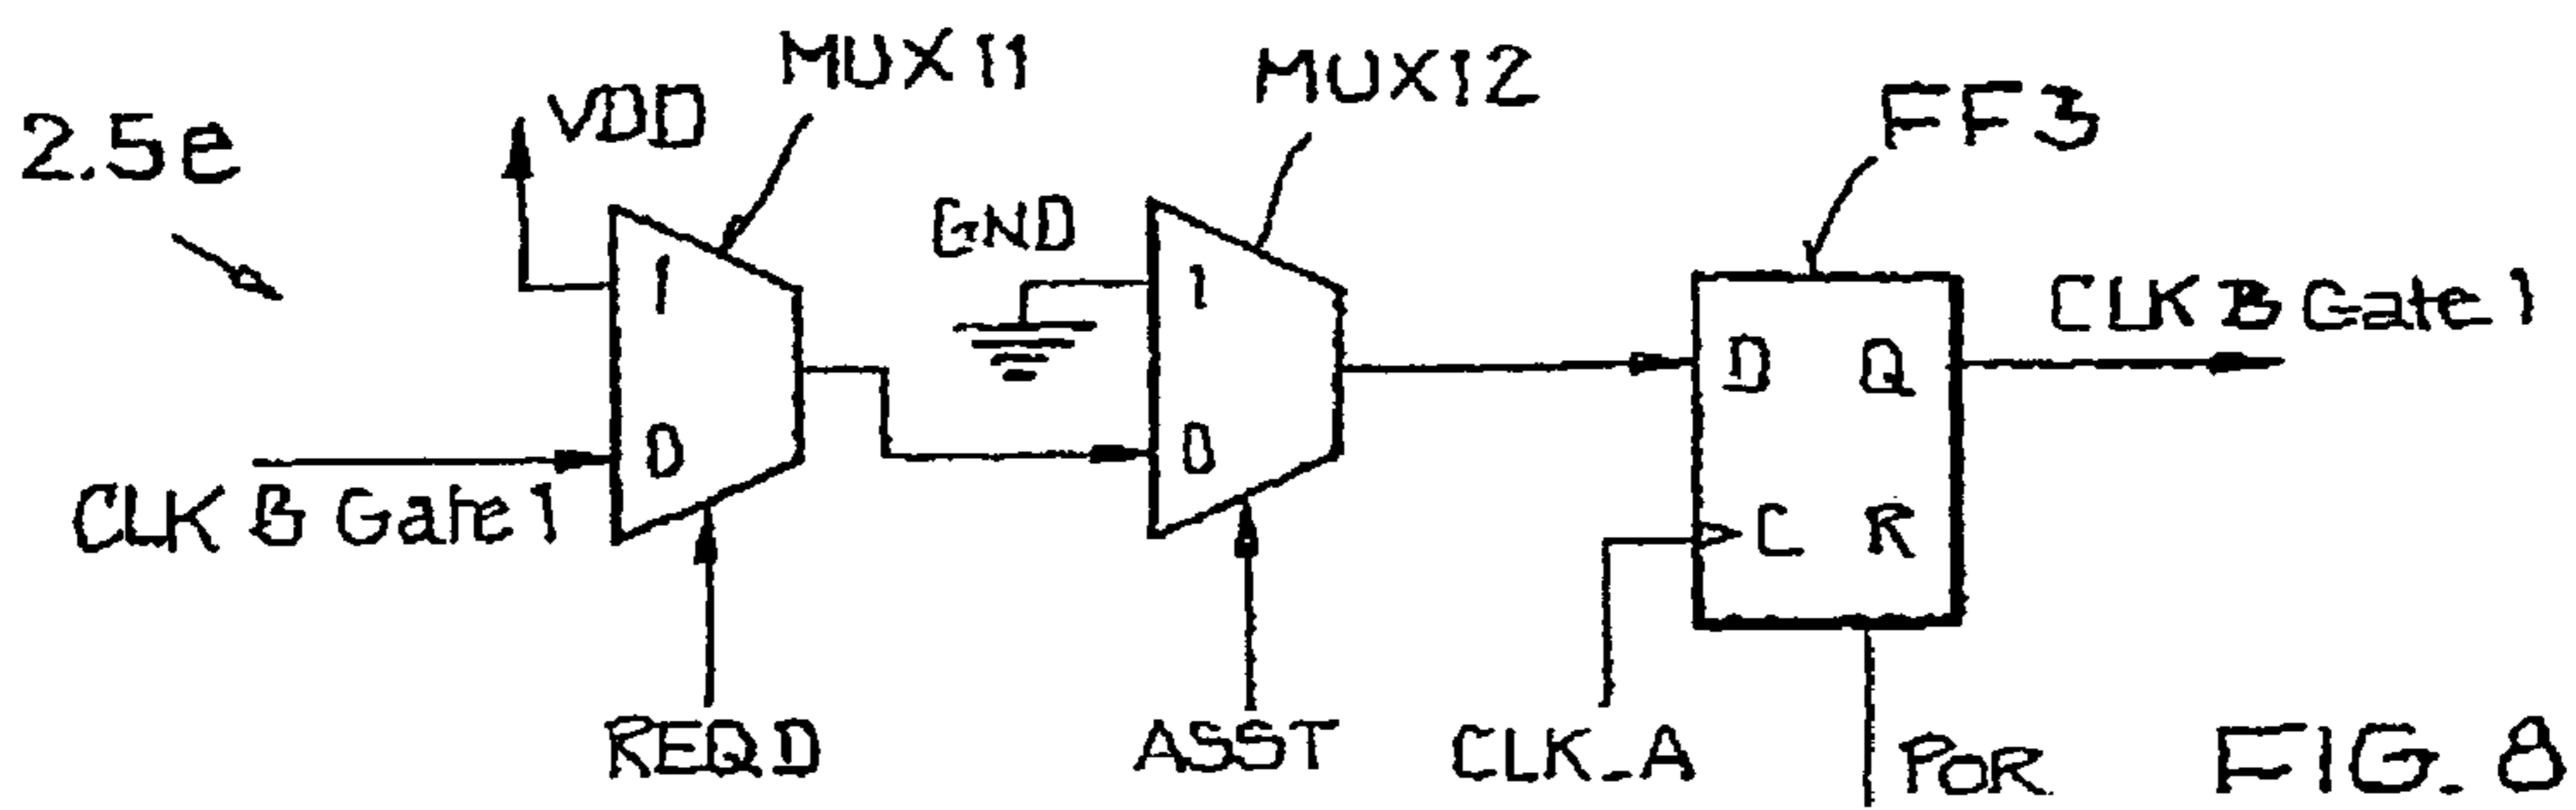 2.5e
VDD
MUX11
MUX12
FF3
1
GND
1
CLK B Gate 1
D Q
0
0
CLK B Gate 1
C R
REQD
ASST
CLK_A
POR
FIG. 8